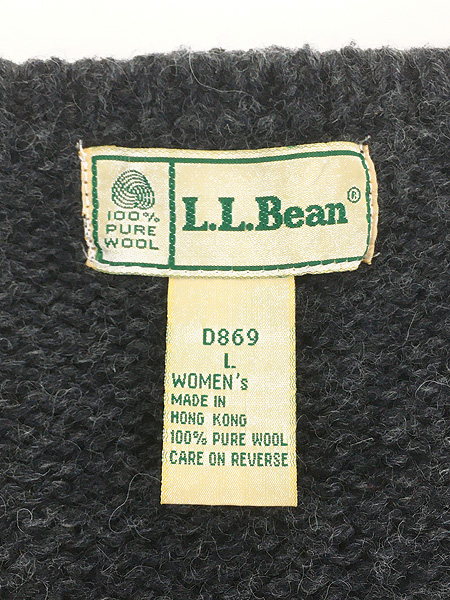 100%
PURE
WOOL
L.L.Bean®
D869
L.
WOMEN's
MADE IN
HONG KONG
100% PURE WOOL
CARE ON REVERSE